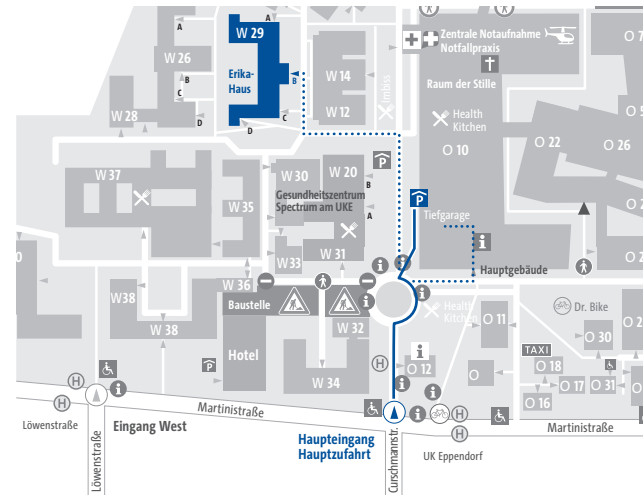 W 29
Erika-
Haus
A
B
C
D
A
B
C
D
W 26
W 28
W 14
W 12
Imbiss
Zentrale Notaufnahme
Notfallpraxis
Raum der Stille
Health
Kitchen
O 10
O 7
O 22
O 26
W 37
W 35
W 30
W 20
B
A
Gesundheitszentrum
Spectrum am UKE
W 33
W 31
P
P
Tiefgarage
i
Hauptgebäude
W 36
W 38
W 38
Baustelle
Hotel
P
W 32
W 34
i
i
i
i
Health
Kitchen
O 11
i
O 12
O
Dr. Bike
O 30
TAXI
O 18
O 17
O 31
O 16
H
H
H
H
H
i
i
i
i
Löwenstraße
Löwenstraße
Eingang West
Martinistraße
Haupteingang
Hauptzufahrt
Curschmannstr.
UK Eppendorf
Martinistraße